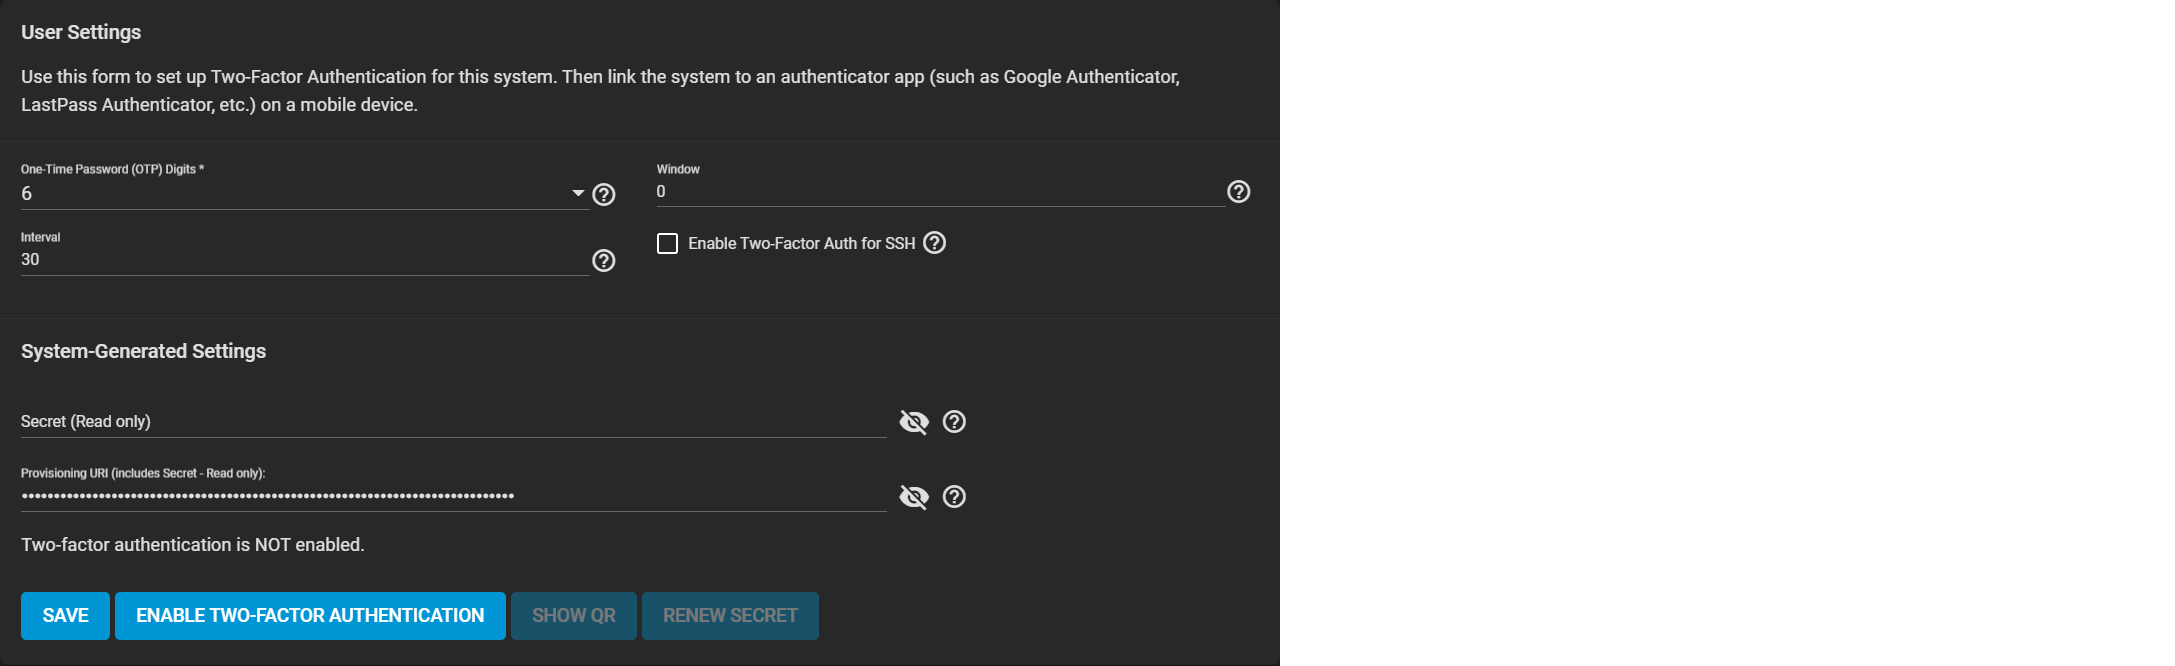 User Settings
Use this form to set up Two-Factor Authentication for this system. Then link the system to an authenticator app (such as Google Authenticator,
LastPass Authenticator, etc.) on a mobile device.
One-Time Password (OTP) Digits *
6
Window
0
Interval
30
Enable Two-Factor Auth for SSH
System-Generated Settings
Secret (Read only)
Provisioning URI (includes Secret - Read only):
Two-factor authentication is NOT enabled.
SAVE
ENABLE TWO-FACTOR AUTHENTICATION
SHOW QR
RENEW SECRET